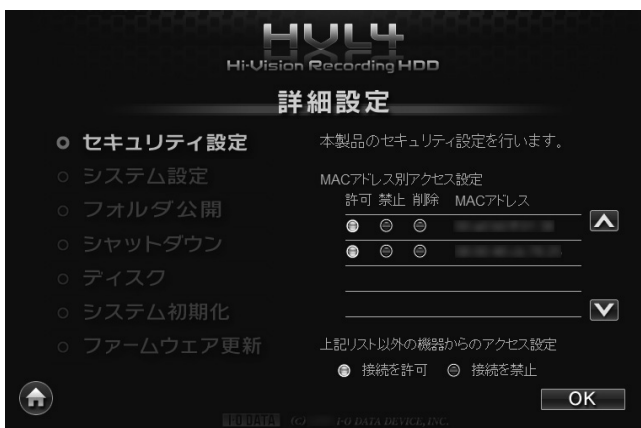 HVL4
Hi-Vision Recording HDD
詳細設定
セキュリティ設定
システム設定
フォルダ公開
シャットダウン
ディスク
システム初期化
ファームウェア更新
本製品のセキュリティ設定を行います。
MACアドレス別アクセス設定
許可 禁止 削除 MACアドレス
上記リスト以外の機器からのアクセス設定
接続を許可 接続を禁止
OK
I-O DATA (c) I-O DATA DEVICE, INC.